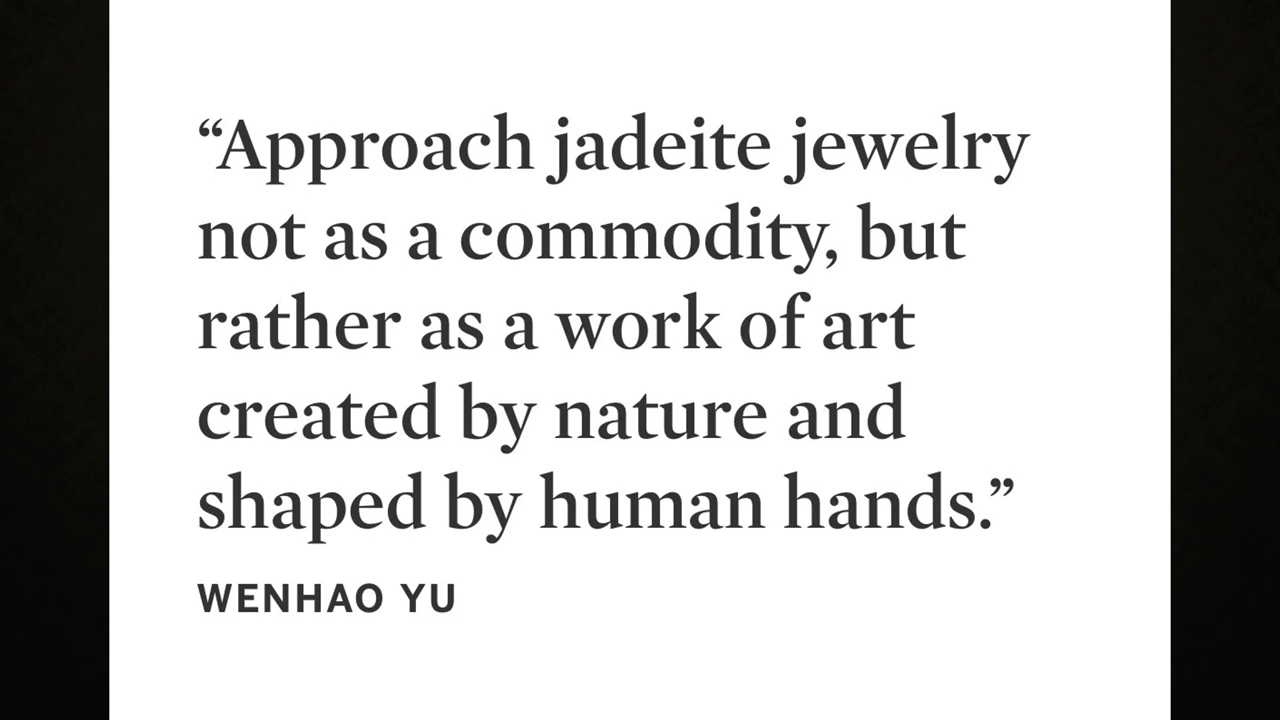 “Approach jadeite jewelry
not as a commodity, but
rather as a work of art
created by nature and
shaped by human hands.”
WENHAO YU